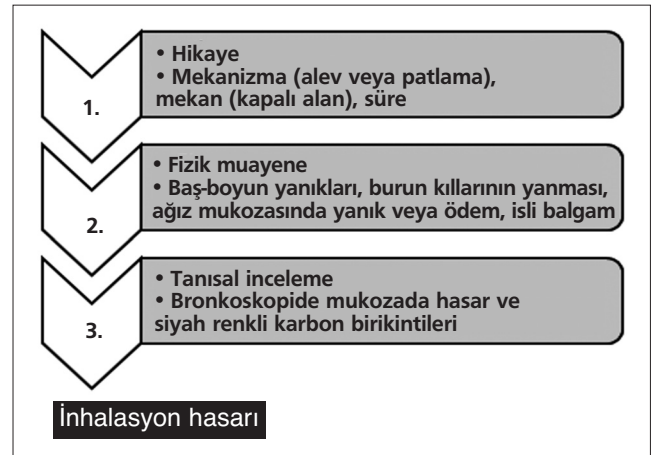 1.
• Hikaye
• Mekanizma (alev veya patlama),
mekan (kapalı alan), süre
2.
• Fizik muayene
• Baş-boyun yanıkları, burun kıllarının yanması,
ağız mukozasında yanık veya ödem, isli balgam
3.
• Tanısal inceleme
• Bronkoskopide mukozada hasar ve
siyah renkli karbon birikintileri
İnhalasyon hasarı